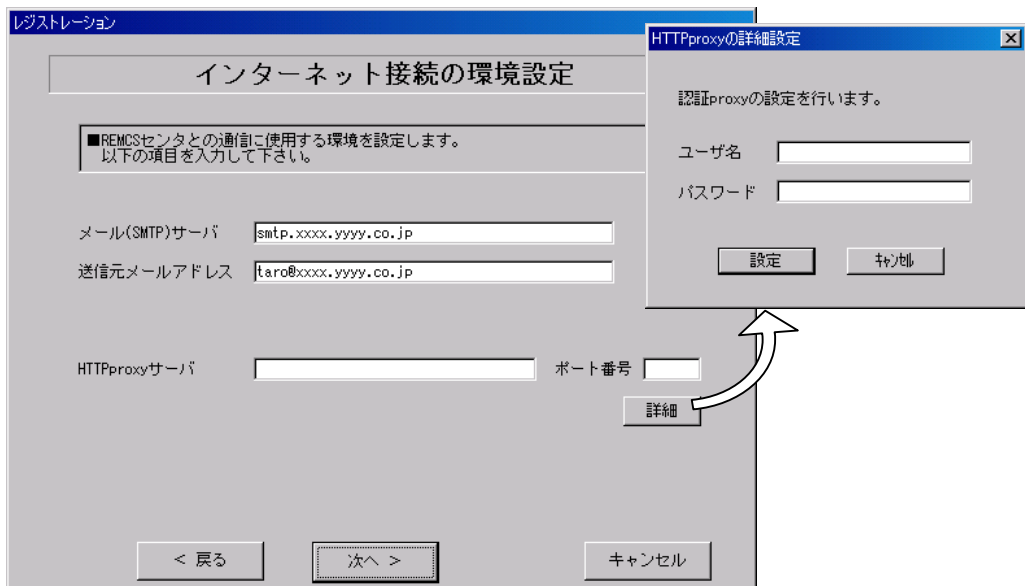 レジストレーション
インターネット接続の環境設定
■REMCSセンタとの通信に使用する環境を設定します。
以下の項目を入力して下さい。
メール(SMTP)サーバ smtp.xxxx.yyyy.co.jp
送信元メールアドレス taro@xxxx.yyyy.co.jp
HTTPproxyサーバ ポート番号
詳細
< 戻る 次へ > キャンセル
HTTPproxyの詳細設定
認証proxyの設定を行います。
ユーザ名
パスワード
設定 ｷｬﾝｾﾙ